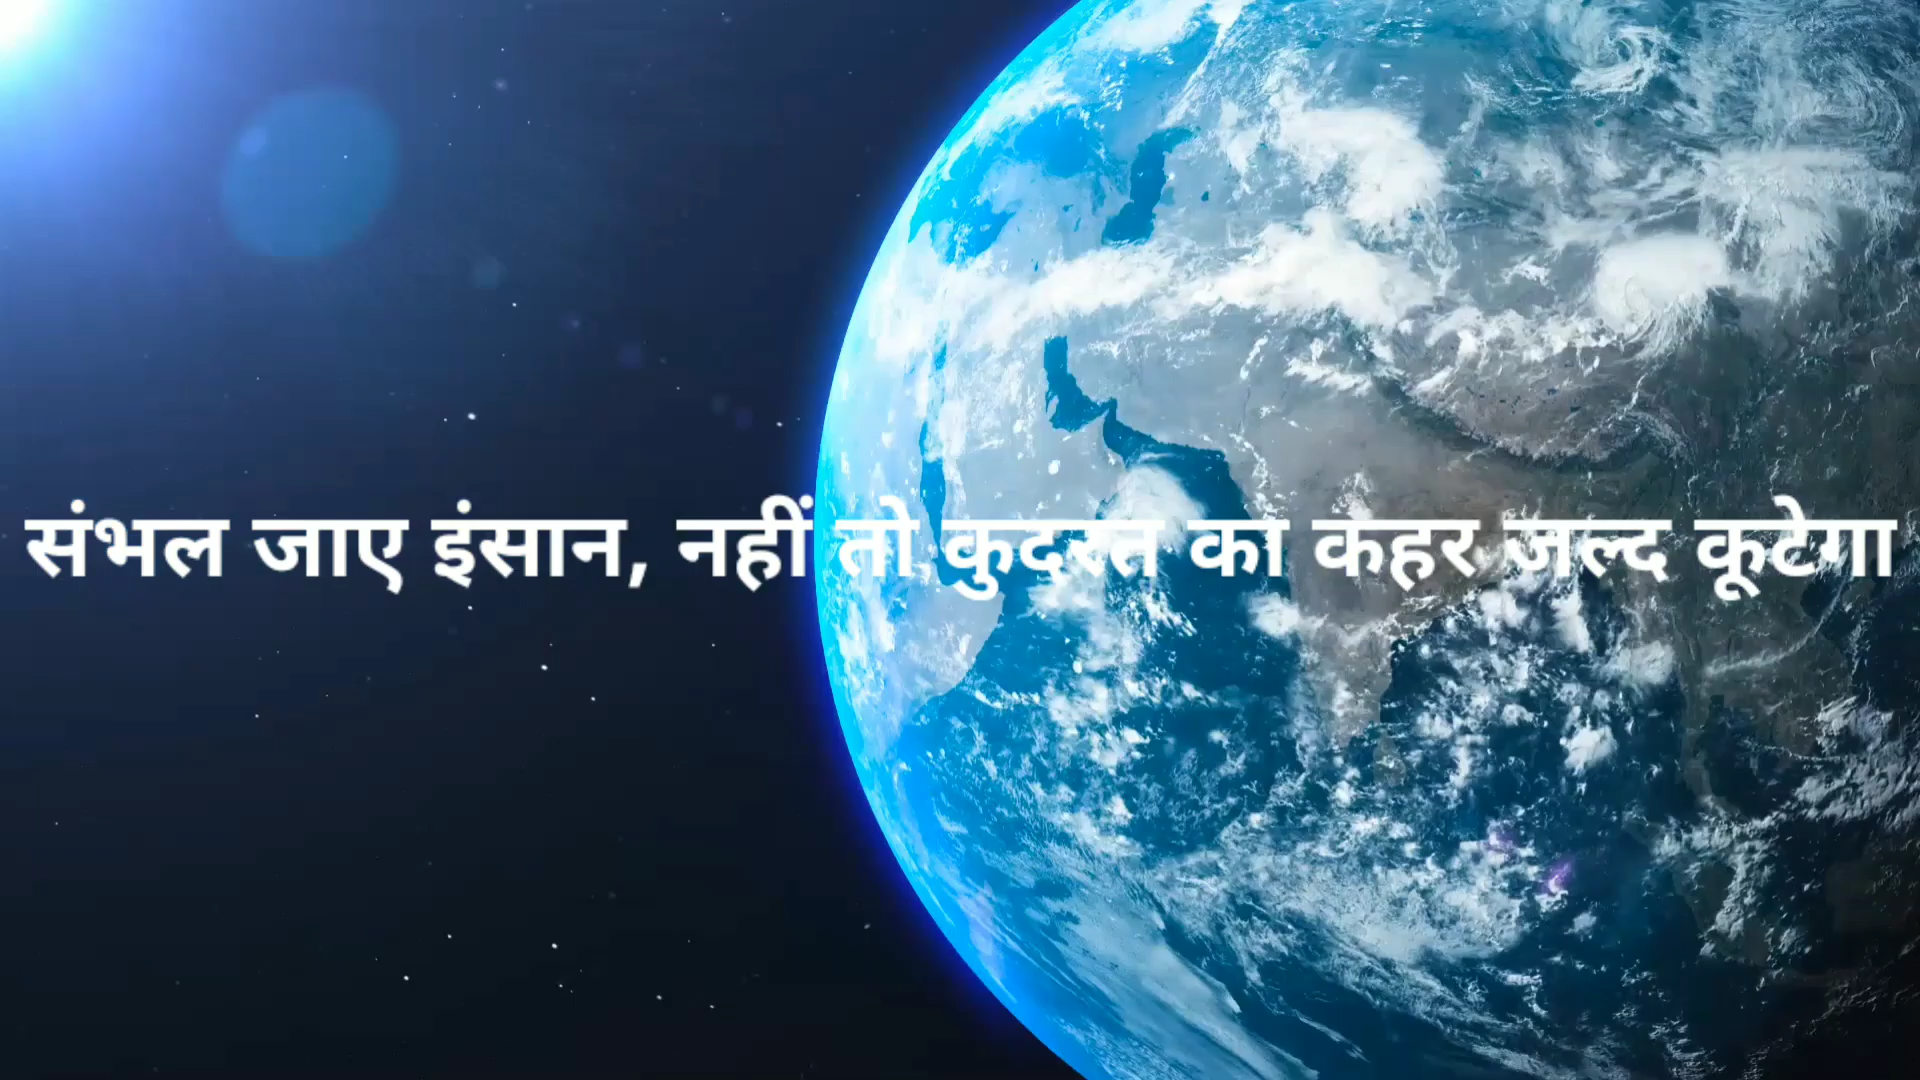 संभल जाए इंसान, नहीं तो कुदरत का कहर जल्द कूटेगा